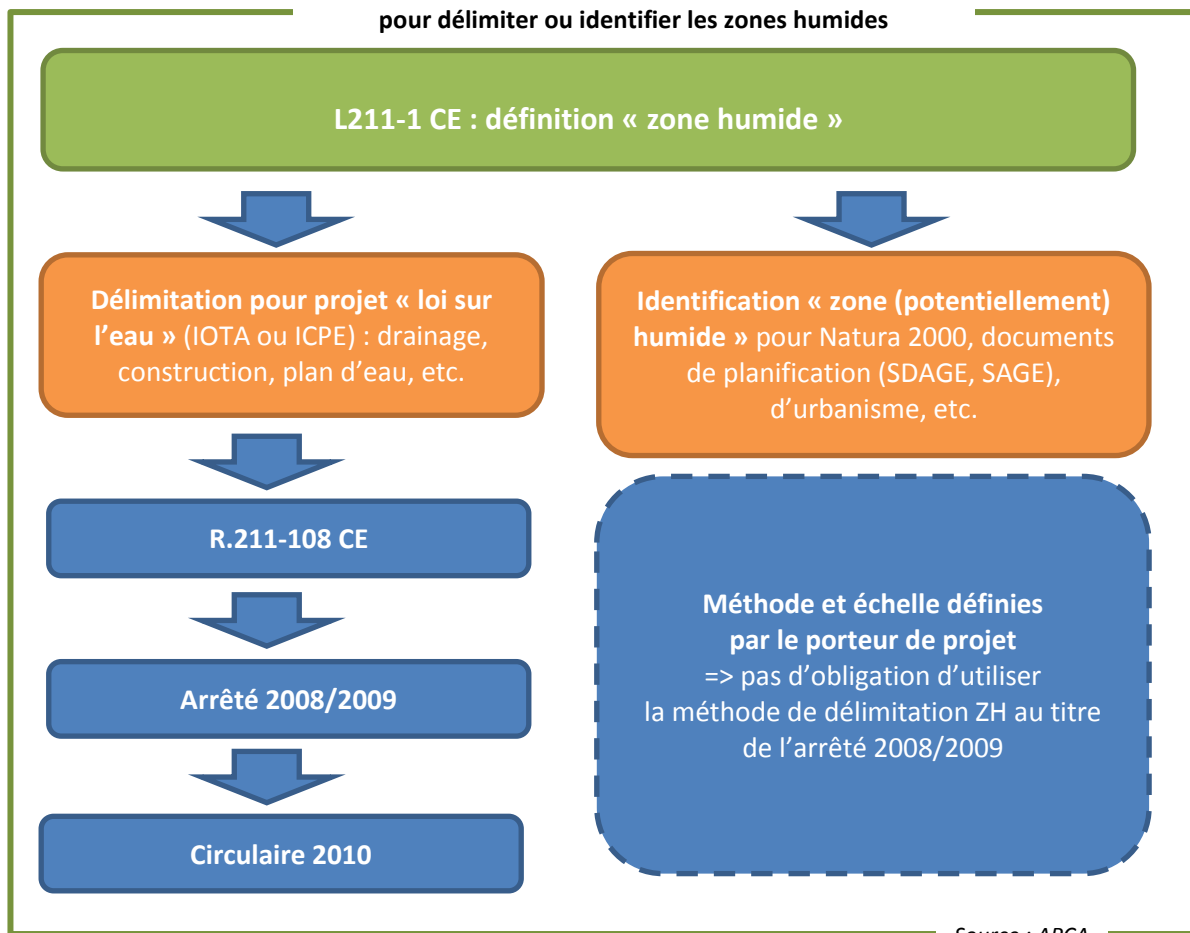 pour délimiter ou identifier les zones humides
L211-1 CE : définition « zone humide »
Délimitation pour projet « loi sur
l’eau » (IOTA ou ICPE) : drainage,
construction, plan d’eau, etc.
Identification « zone (potentiellement)
humide » pour Natura 2000, documents
de planification (SDAGE, SAGE),
d’urbanisme, etc.
R.211-108 CE
Arrêté 2008/2009
Circulaire 2010
Méthode et échelle définies
par le porteur de projet
=> pas d’obligation d’utiliser
la méthode de délimitation ZH au titre
de l’arrêté 2008/2009
Source : APCA